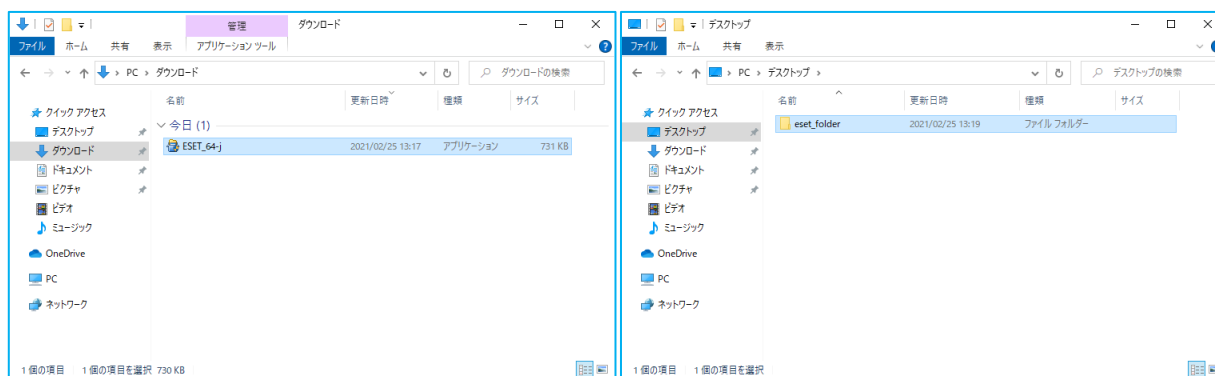 管理 ダウンロード
ファイル ホーム 共有 表示 アプリケーション ツール
PC › ダウンロード ダウンロードの検索
名前 更新日時 種類 サイズ
クイック アクセス
今日 (1)
デスクトップ
ESET_64-j 2021/02/25 13:17 アプリケーション 731 KB
ダウンロード
ドキュメント
ピクチャ
ビデオ
ミュージック
OneDrive
PC
ネットワーク
1 個の項目 1 個の項目を選択 730 KB
デスクトップ
ファイル ホーム 共有 表示
PC › デスクトップ › デスクトップの検索
名前 更新日時 種類 サイズ
クイック アクセス
eset_folder 2021/02/25 13:19 ファイル フォルダー
デスクトップ
ダウンロード
ドキュメント
ピクチャ
ビデオ
ミュージック
OneDrive
PC
ネットワーク
1 個の項目 1 個の項目を選択